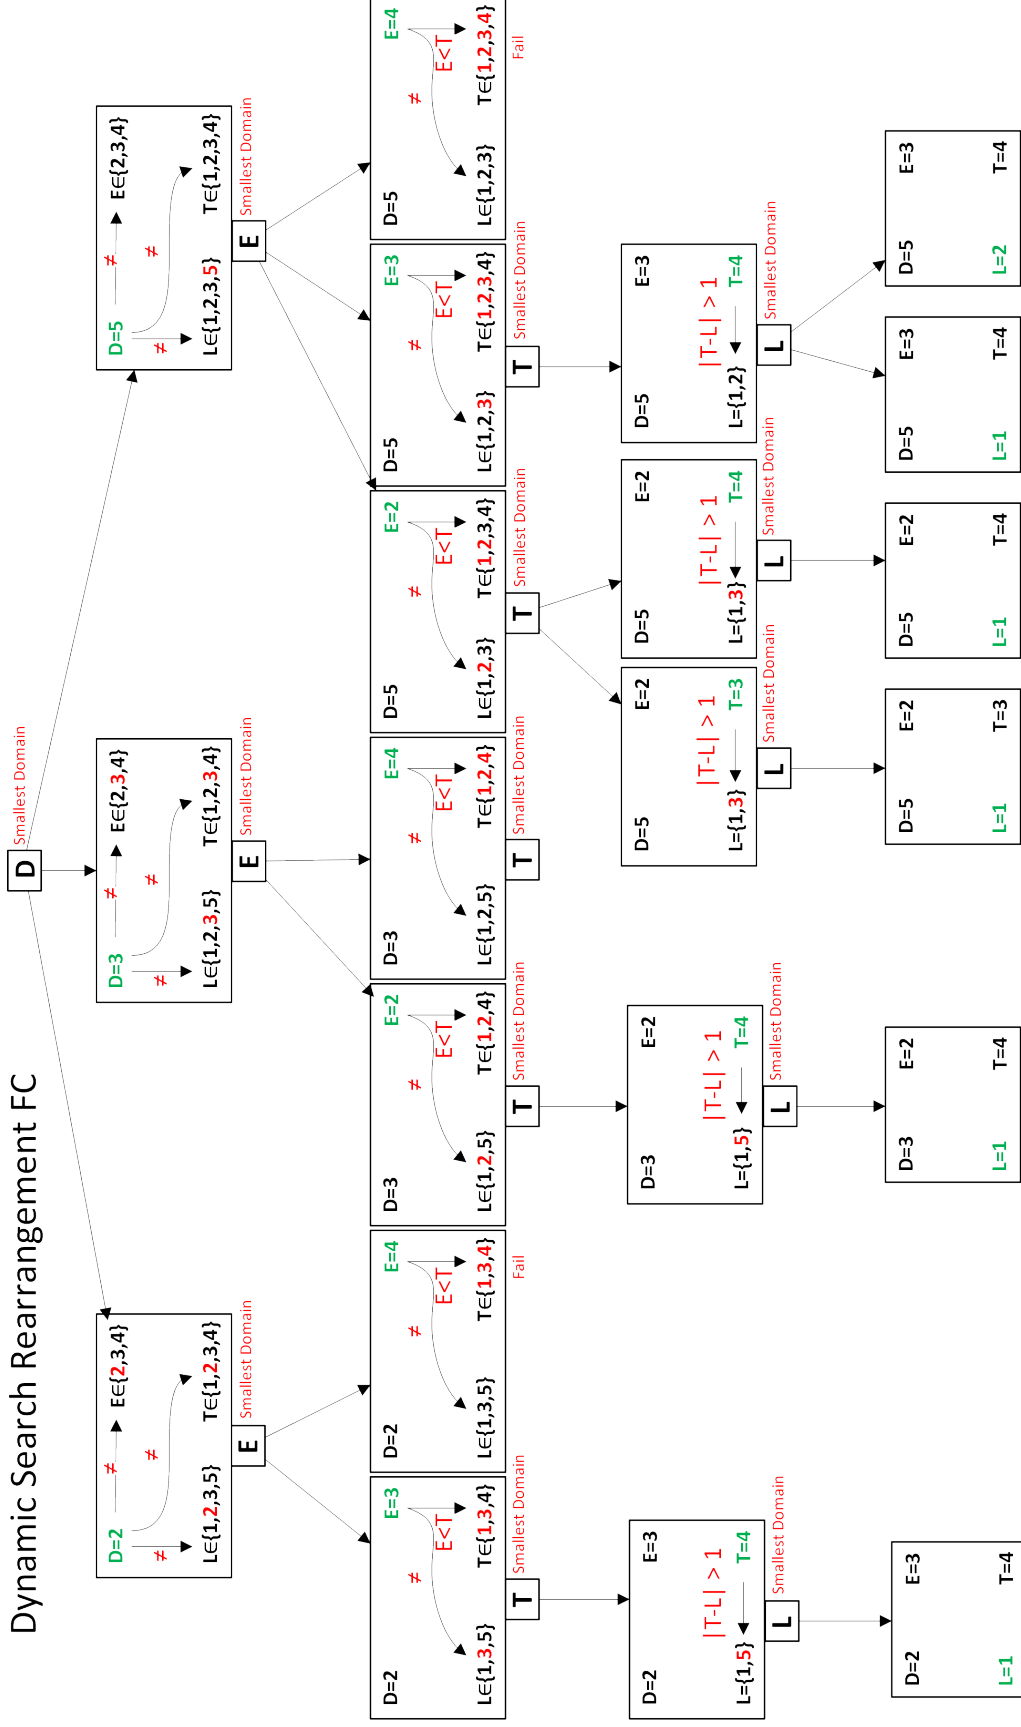 Dynamic Search Rearrangement FC
D
Smallest Domain
D=2
≠
E∈{2,3,4}
≠
≠
L∈{1,2,3,5}
T∈{1,2,3,4}
E
Smallest Domain
D=3
≠
E∈{2,3,4}
≠
≠
L∈{1,2,3,5}
T∈{1,2,3,4}
E
Smallest Domain
D=5
≠
E∈{2,3,4}
≠
≠
L∈{1,2,3,5}
T∈{1,2,3,4}
E
Smallest Domain
D=2
E=3
≠
E<T
L∈{1,3,5}
T∈{1,3,4}
T
Smallest Domain
D=2
E=4
≠
E<T
L∈{1,3,5}
T∈{1,3,4}
Fail
D=3
E=2
≠
E<T
L∈{1,2,5}
T∈{1,2,4}
T
Smallest Domain
D=3
E=4
≠
E<T
L∈{1,2,5}
T∈{1,2,4}
T
Smallest Domain
D=5
E=2
≠
E<T
L∈{1,2,3}
T∈{1,2,3,4}
T
Smallest Domain
D=5
E=3
≠
E<T
L∈{1,2,3}
T∈{1,2,3,4}
T
Smallest Domain
D=5
E=4
≠
E<T
L∈{1,2,3}
T∈{1,2,3,4}
Fail
D=2
E=3
|T-L| > 1
L={1,5}
T=4
L
Smallest Domain
D=3
E=2
|T-L| > 1
L={1,5}
T=4
L
Smallest Domain
D=5
E=2
|T-L| > 1
L={1,3}
T=3
L
Smallest Domain
D=5
E=2
|T-L| > 1
L={1,3}
T=4
L
Smallest Domain
D=5
E=3
|T-L| > 1
L={1,2}
T=4
L
Smallest Domain
D=2
E=3
L=1
T=4
D=3
E=2
L=1
T=4
D=5
E=2
L=1
T=3
D=5
E=2
L=1
T=4
D=5
E=3
L=1
T=4
D=5
E=3
L=2
T=4